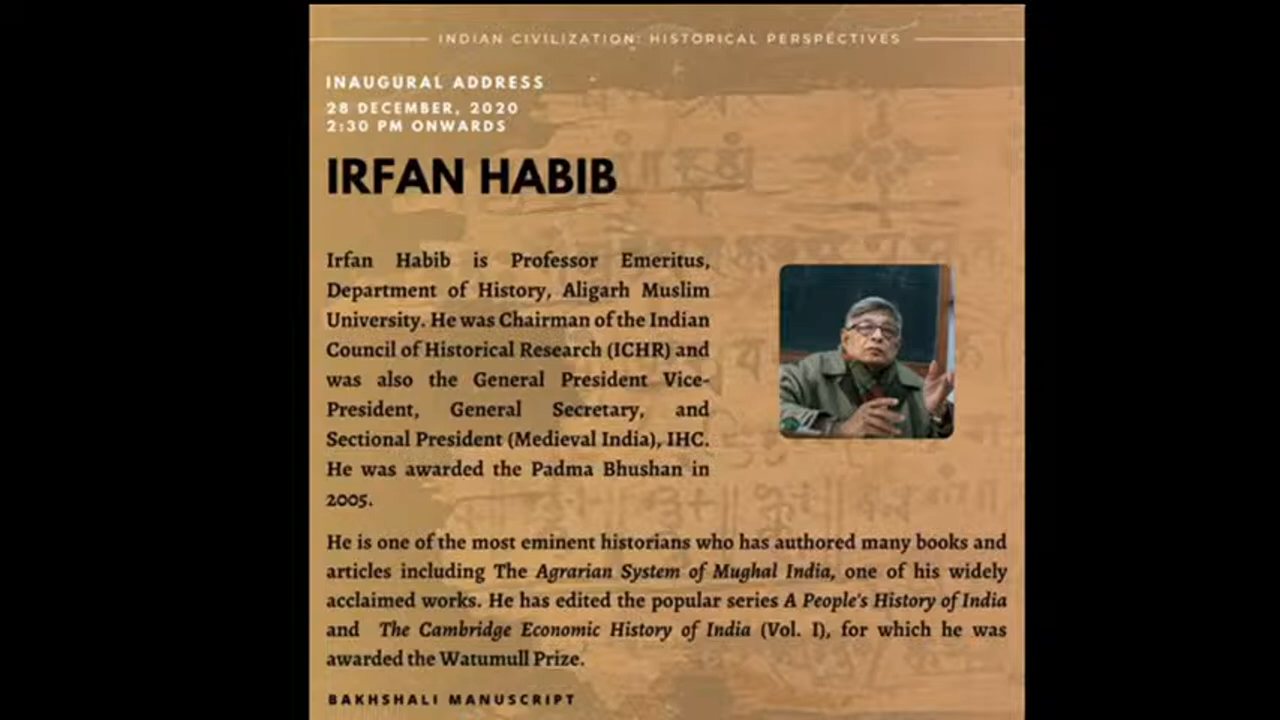 INDIAN CIVILIZATION: HISTORICAL PERSPECTIVES
INAUGURAL ADDRESS
28 DECEMBER, 2020
2:30 PM ONWARDS
IRFAN HABIB
Irfan Habib is Professor Emeritus,
Department of History, Aligarh Muslim
University. He was Chairman of the Indian
Council of Historical Research (ICHR) and
was also the General President Vice-
President, General Secretary, and
Sectional President (Medieval India), IHC.
He was awarded the Padma Bhushan in
2005.
He is one of the most eminent historians who has authored many books and
articles including The Agrarian System of Mughal India, one of his widely
acclaimed works. He has edited the popular series A People's History of India
and The Cambridge Economic History of India (Vol. I), for which he was
awarded the Watumull Prize.
BAKHSHALI MANUSCRIPT